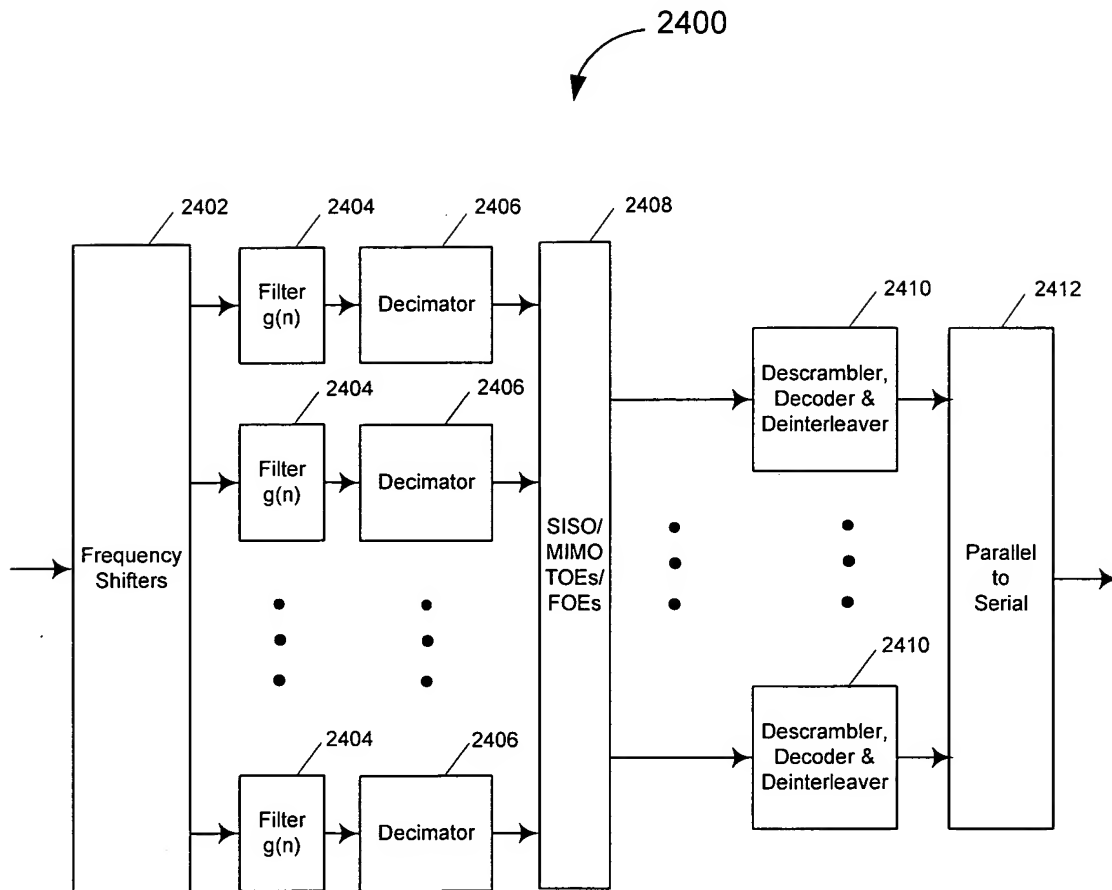 2400
2402
2404
2406
2408
Filter
g(n)
Decimator
2410
2412
Descrambler,
Decoder &
Deinterleaver
2404
2406
Filter
g(n)
Decimator
Frequency
Shifters
SISO/
MIMO
TOEs/
FOEs
Parallel
to
Serial
2410
Descrambler,
Decoder &
Deinterleaver
2404
2406
Filter
g(n)
Decimator